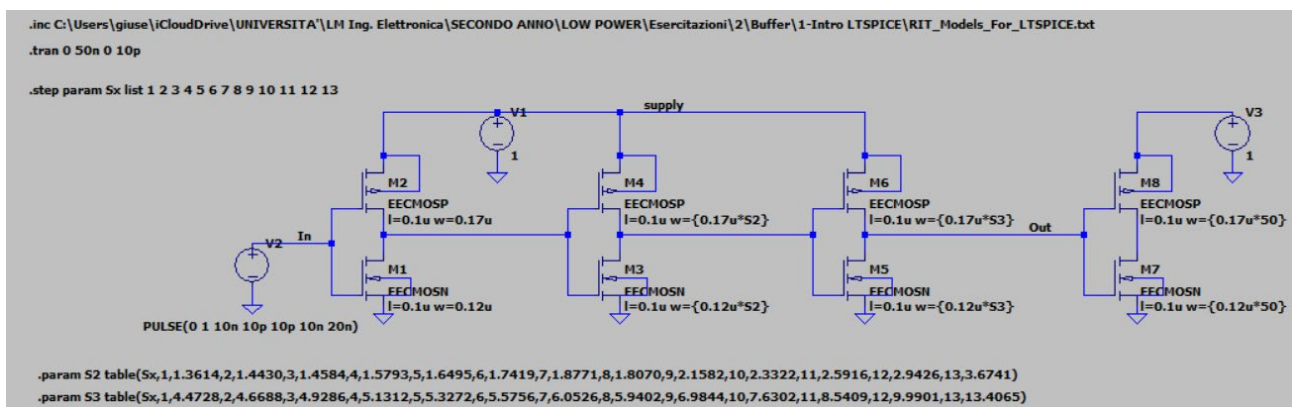 .inc C:\Users\giuse\iCloudDrive\UNIVERSITA'\LM Ing. Elettronica\SECONDO ANNO\LOW POWER\Esercitazioni\2\Buffer\1-Intro LTSPICE\RIT_Models_For_LTSPICE.txt
.tran 0 50n 0 10p
.step param Sx list 1 2 3 4 5 6 7 8 9 10 11 12 13
V1
1
supply
V3
1
M2
EECMOSP
l=0.1u w=0.17u
M4
EECMOSP
l=0.1u w={0.17u*S2}
M6
EECMOSP
l=0.1u w={0.17u*S3}
M8
EECMOSP
l=0.1u w={0.17u*50}
In
Out
V2
PULSE(0 1 10n 10p 10p 10n 20n)
M1
EECMOSN
l=0.1u w=0.12u
M3
EECMOSN
l=0.1u w={0.12u*S2}
M5
EECMOSN
l=0.1u w={0.12u*S3}
M7
EECMOSN
l=0.1u w={0.12u*50}
.param S2 table(Sx,1,1.3614,2,1.4430,3,1.4584,4,1.5793,5,1.6495,6,1.7419,7,1.8771,8,1.8070,9,2.1582,10,2.3322,11,2.5916,12,2.9426,13,3.6741)
.param S3 table(Sx,1,4.4728,2,4.6688,3,4.9286,4,5.1312,5,5.3272,6,5.5756,7,6.0526,8,5.9402,9,6.9844,10,7.6302,11,8.5409,12,9.9901,13,13.4065)